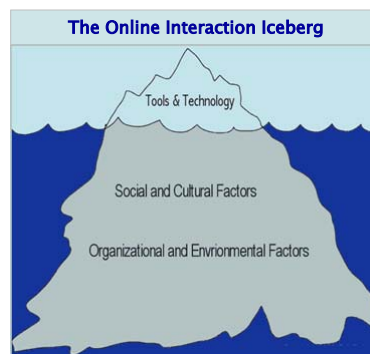 The Online Interaction Iceberg
Tools & Technology
Social and Cultural Factors
Organizational and Envrionmental Factors